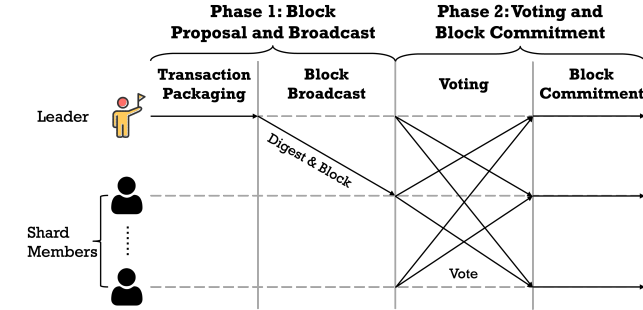 Phase 1: Block
Proposal and Broadcast
Phase 2: Voting and
Block Commitment
Transaction
Packaging
Block
Broadcast
Voting
Block
Commitment
Leader
Digest & Block
Shard
Members
Vote